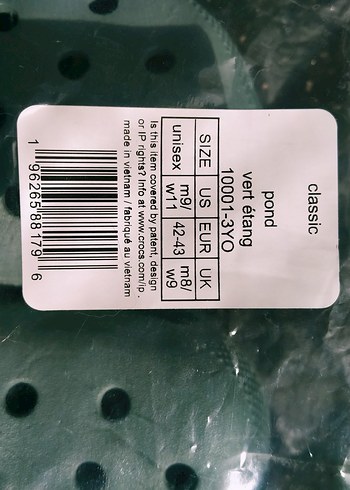 classic
pond
vert étang
10001-3YO
SIZE US EUR UK
unisex m9/ w11 42-43 m8/ w9
Is this item covered by patent, design
or IP rights? Info at www.crocs.com/ip.
made in vietnam / fabriqué au vietnam
1 96265 88179 6